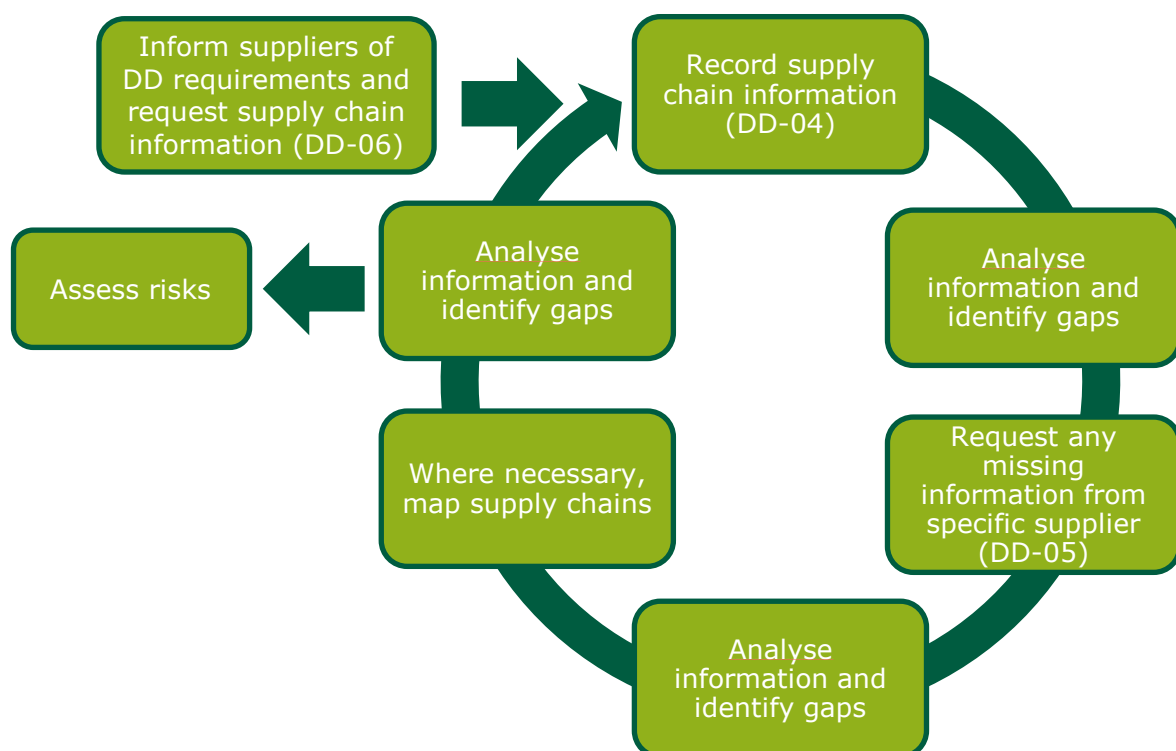 Inform suppliers of
DD requirements and
request supply chain
information (DD-06)
Record supply
chain information
(DD-04)
Analyse
information and
identify gaps
Request any
missing
information from
specific supplier
(DD-05)
Analyse
information and
identify gaps
Where necessary,
map supply chains
Analyse
information and
identify gaps
Assess risks